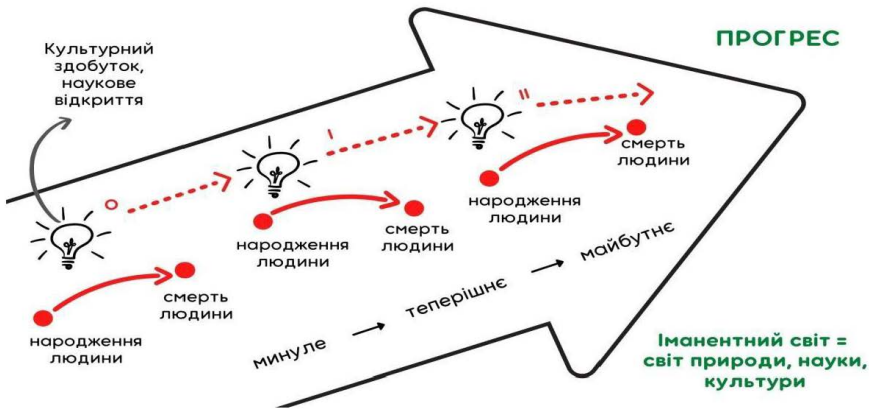 ПРОГРЕС
Культурний
здобуток,
наукове
відкриття
О
І
ІІ
смерть
людини
народження
людини
смерть
людини
народження
людини
смерть
людини
народження
людини
минуле
теперішнє
майбутнє
Іманентний світ =
світ природи, науки,
культури